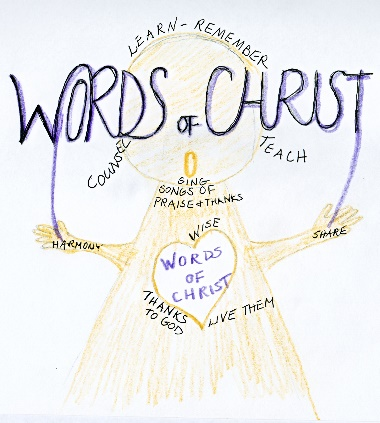 LEARN - REMEMBER
WORDS OF CHRIST
COUNSEL
TEACH
SING
SONGS OF
PRAISE & THANKS
HARMONY
SHARE
WISE
WORDS
OF
CHRIST
THANKS
TO GOD
LIVE THEM